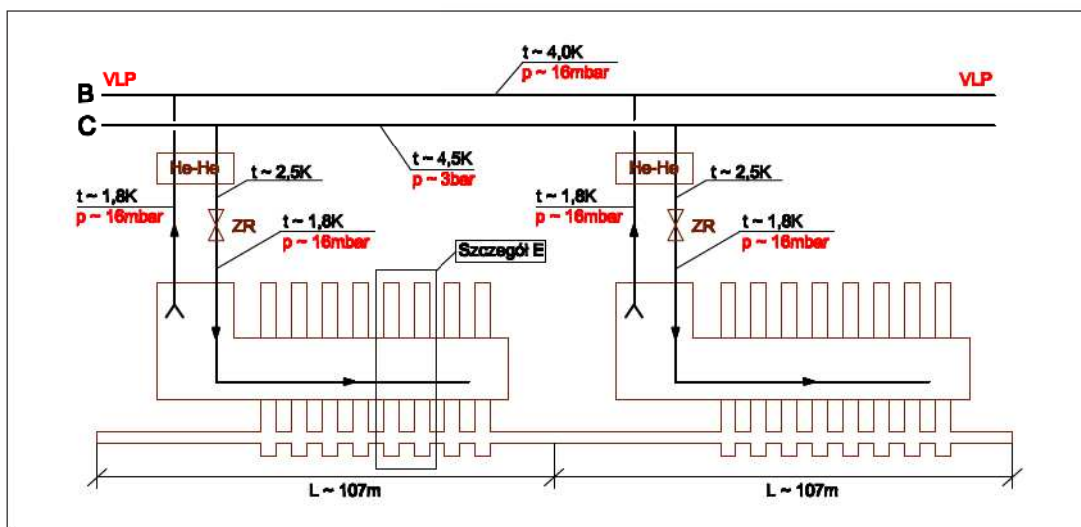 t ~ 4,0K
p ~ 16mbar
VLP
VLP
B
C
He-He
t ~ 2,5K
t ~ 4,5K
p ~ 3bar
He-He
t ~ 2,5K
t ~ 1,8K
p ~ 16mbar
ZR
t ~ 1,8K
p ~ 16mbar
t ~ 1,8K
p ~ 16mbar
ZR
t ~ 1,8K
p ~ 16mbar
Szczegół E
L ~ 107m
L ~ 107m